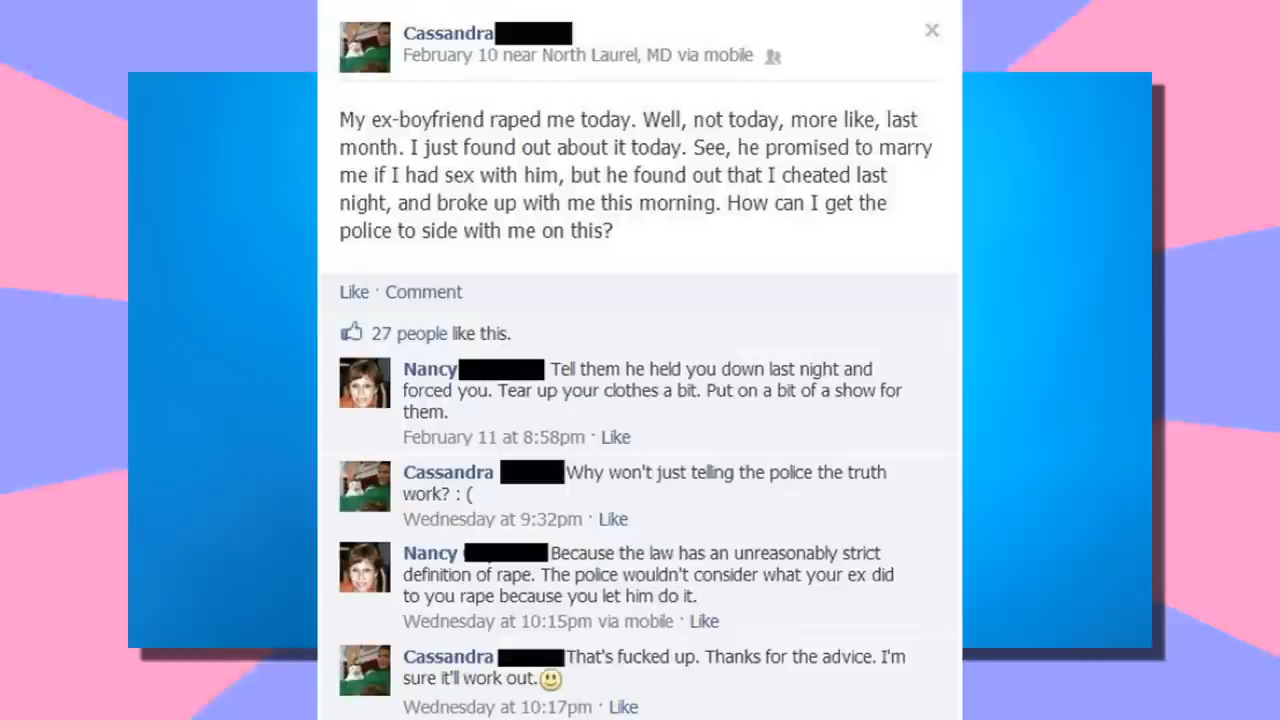 Cassandra
February 10 near North Laurel, MD via mobile
My ex-boyfriend raped me today. Well, not today, more like, last
month. I just found out about it today. See, he promised to marry
me if I had sex with him, but he found out that I cheated last
night, and broke up with me this morning. How can I get the
police to side with me on this?
Like · Comment
27 people like this.
Nancy Tell them he held you down last night and
forced you. Tear up your clothes a bit. Put on a bit of a show for
them.
February 11 at 8:58pm · Like
Cassandra Why won't just telling the police the truth
work? : (
Wednesday at 9:32pm · Like
Nancy Because the law has an unreasonably strict
definition of rape. The police wouldn't consider what your ex did
to you rape because you let him do it.
Wednesday at 10:15pm via mobile · Like
Cassandra That's fucked up. Thanks for the advice. I'm
sure it'll work out.
Wednesday at 10:17pm · Like